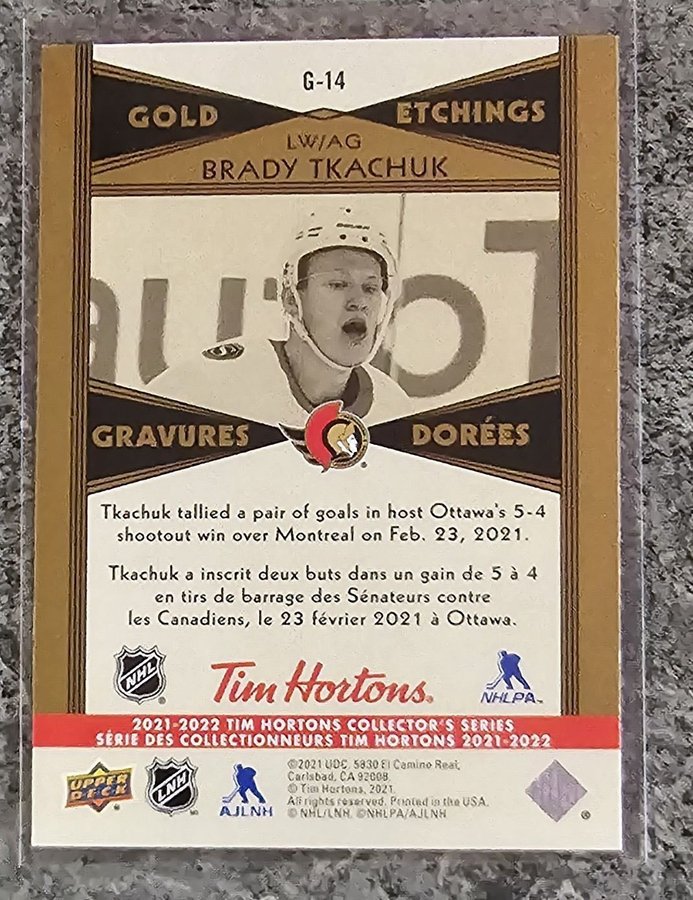 G-14
GOLD ETCHINGS
LW/AG
BRADY TKACHUK
GRAVURES DORÉES
Tkachuk tallied a pair of goals in host Ottawa's 5-4
shootout win over Montreal on Feb. 23, 2021.
Tkachuk a inscrit deux buts dans un gain de 5 à 4
en tirs de barrage des Sénateurs contre
les Canadiens, le 23 février 2021 à Ottawa.
NHL Tim Hortons. NHLPA
2021-2022 TIM HORTONS COLLECTOR'S SERIES
SÉRIE DES COLLECTIONNEURS TIM HORTONS 2021-2022
UPPER DECK LNH AJLNH
©2021 UDC. 5830 El Camino Real,
Carlsbad, CA 92008.
© Tim Hortons, 2021.
All rights reserved. Printed in the USA.
© NHL/LNH. ©NHLPA/AJLNH